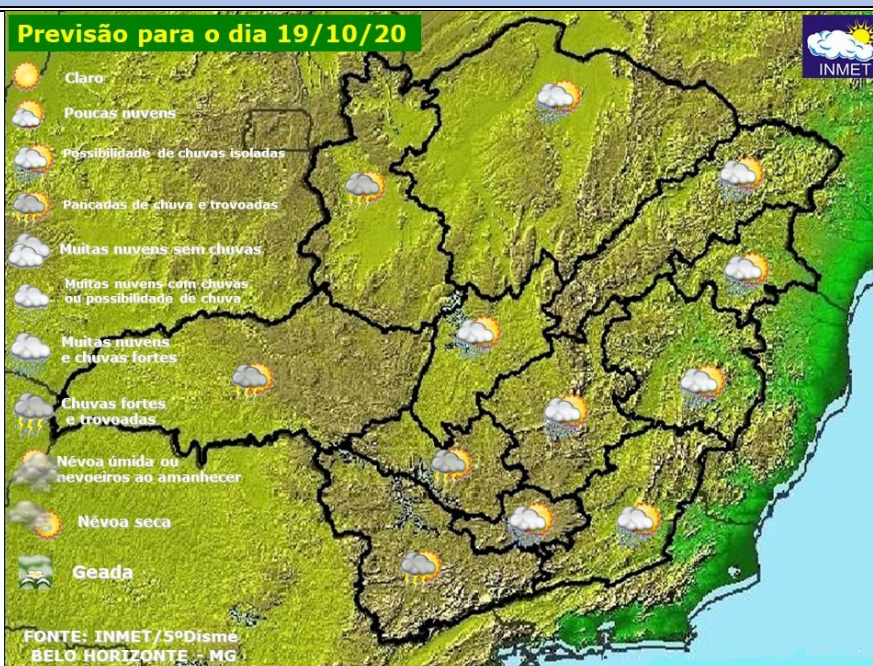 Previsão para o dia 19/10/20
INMET
Claro
Poucas nuvens
Possibilidade de chuvas isoladas
Pancadas de chuva e trovoadas
Muitas nuvens sem chuvas
Muitas nuvens com chuvas
ou possibilidade de chuva
Muitas nuvens
e chuvas fortes
Chuvas fortes
e trovoadas
Névoa úmida ou
nevoeiros ao amanhecer
Névoa seca
Geada
FONTE: INMET/5ºDisme
BELO HORIZONTE - MG